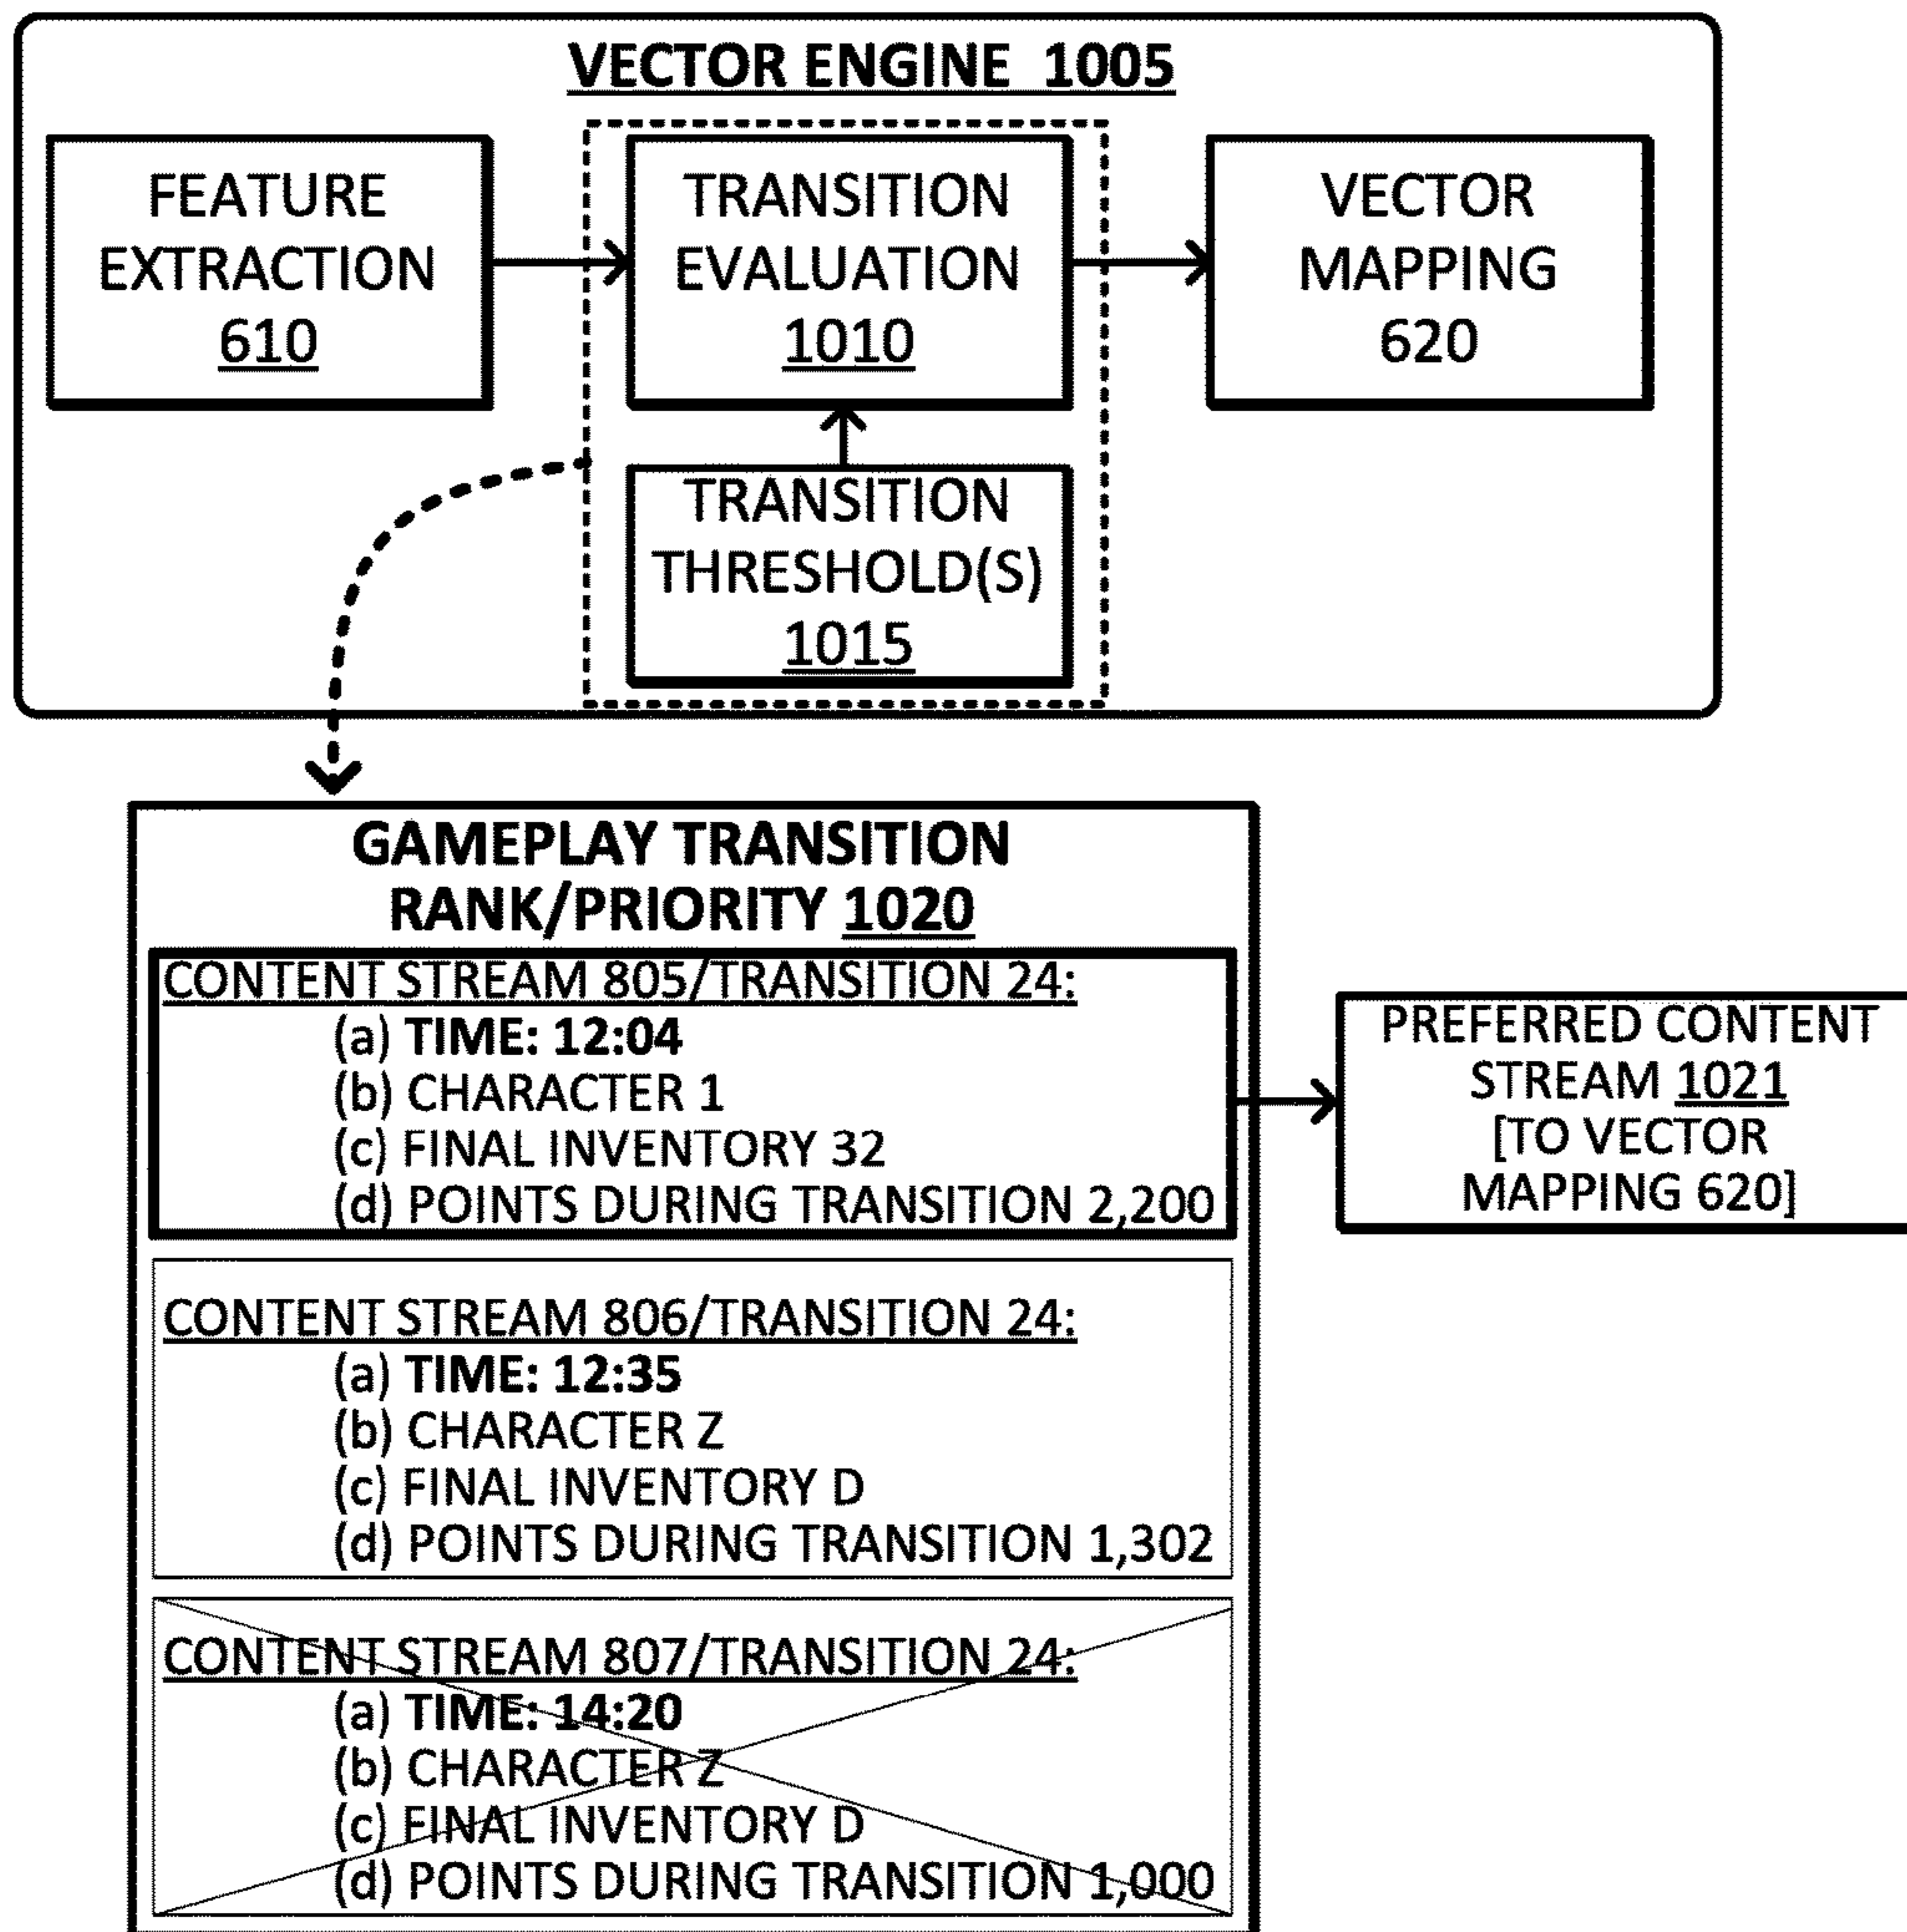 VECTOR ENGINE 1005
FEATURE
EXTRACTION
610
TRANSITION
EVALUATION
1010
VECTOR
MAPPING
620
TRANSITION
THRESHOLD(S)
1015
GAMEPLAY TRANSITION
RANK/PRIORITY 1020
CONTENT STREAM 805/TRANSITION 24:
(a) TIME: 12:04
(b) CHARACTER 1
(c) FINAL INVENTORY 32
(d) POINTS DURING TRANSITION 2,200
PREFERRED CONTENT
STREAM 1021
[TO VECTOR
MAPPING 620]
CONTENT STREAM 806/TRANSITION 24:
(a) TIME: 12:35
(b) CHARACTER Z
(c) FINAL INVENTORY D
(d) POINTS DURING TRANSITION 1,302
CONTENT STREAM 807/TRANSITION 24:
(a) TIME: 14:20
(b) CHARACTER Z
(c) FINAL INVENTORY D
(d) POINTS DURING TRANSITION 1,000